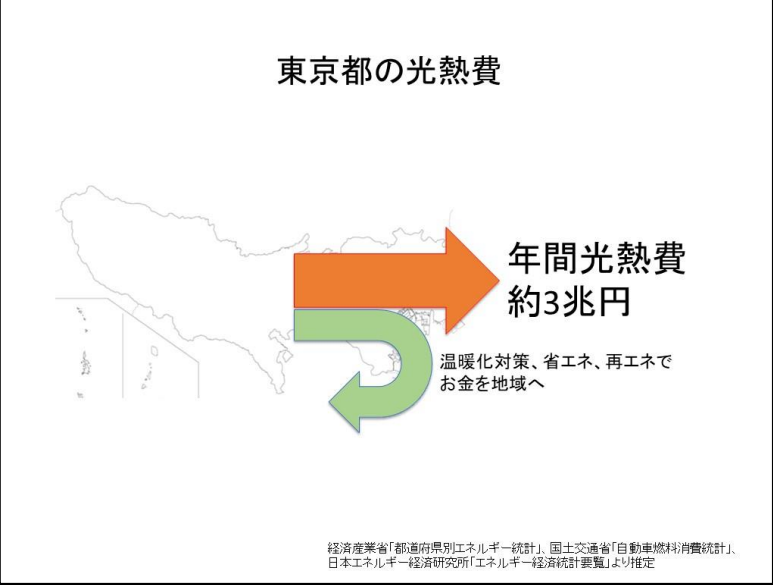 東京都の光熱費
年間光熱費
約3兆円
温暖化対策、省エネ、再エネで
お金を地域へ
経済産業省「都道府県別エネルギー統計」、国土交通省「自動車燃料消費統計」、
日本エネルギー経済研究所「エネルギー経済統計要覧」より推定